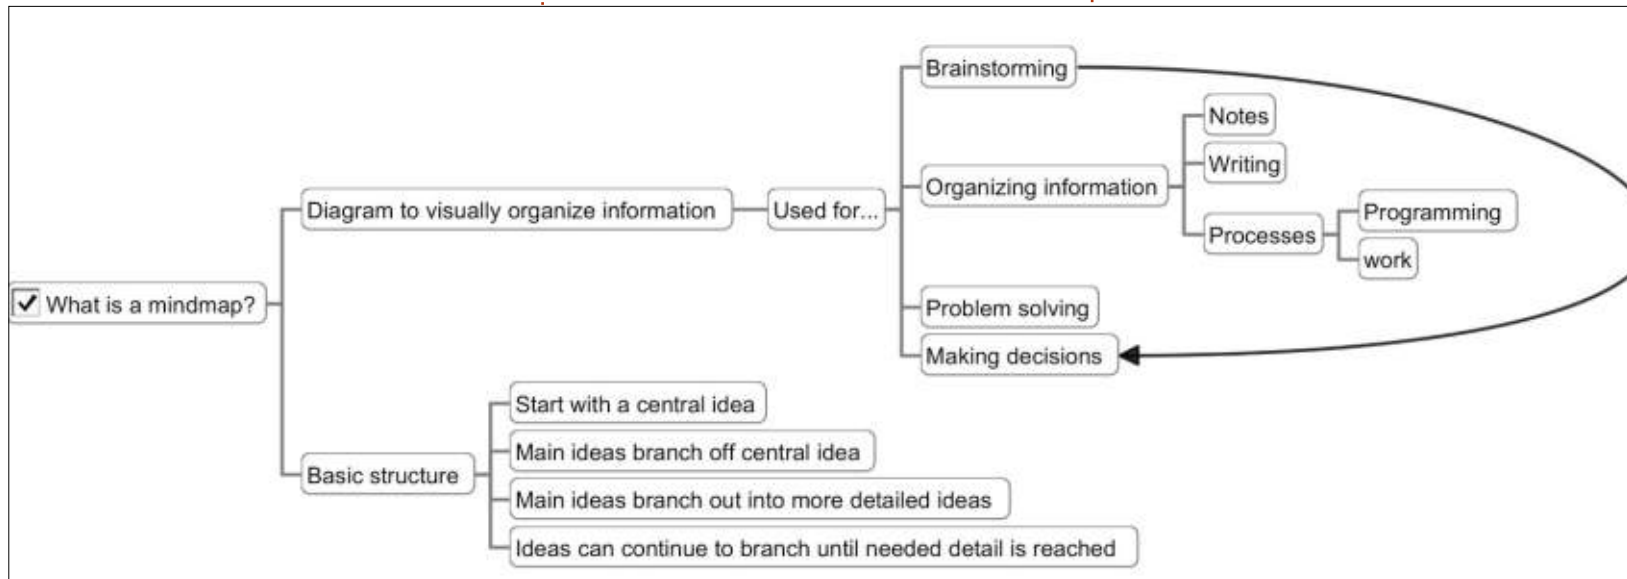 What is a mindmap?
Diagram to visually organize information
Used for...
Brainstorming
Organizing information
Notes
Writing
Processes
Programming
work
Problem solving
Making decisions
Basic structure
Start with a central idea
Main ideas branch off central idea
Main ideas branch out into more detailed ideas
Ideas can continue to branch until needed detail is reached